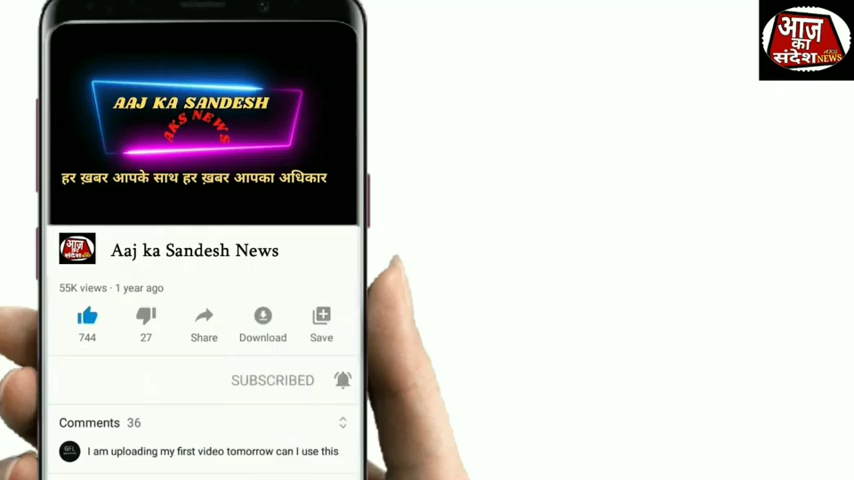 AAJ KA SANDESH
AKS NEWS
हर ख़बर आपके साथ हर ख़बर आपका अधिकार
आज़
का
संदेश
Aaj ka Sandesh News
55K views · 1 year ago
744
27
Share
Download
Save
SUBSCRIBED
Comments 36
I am uploading my first video tomorrow can I use this
आज़
का
संदेश NEWS